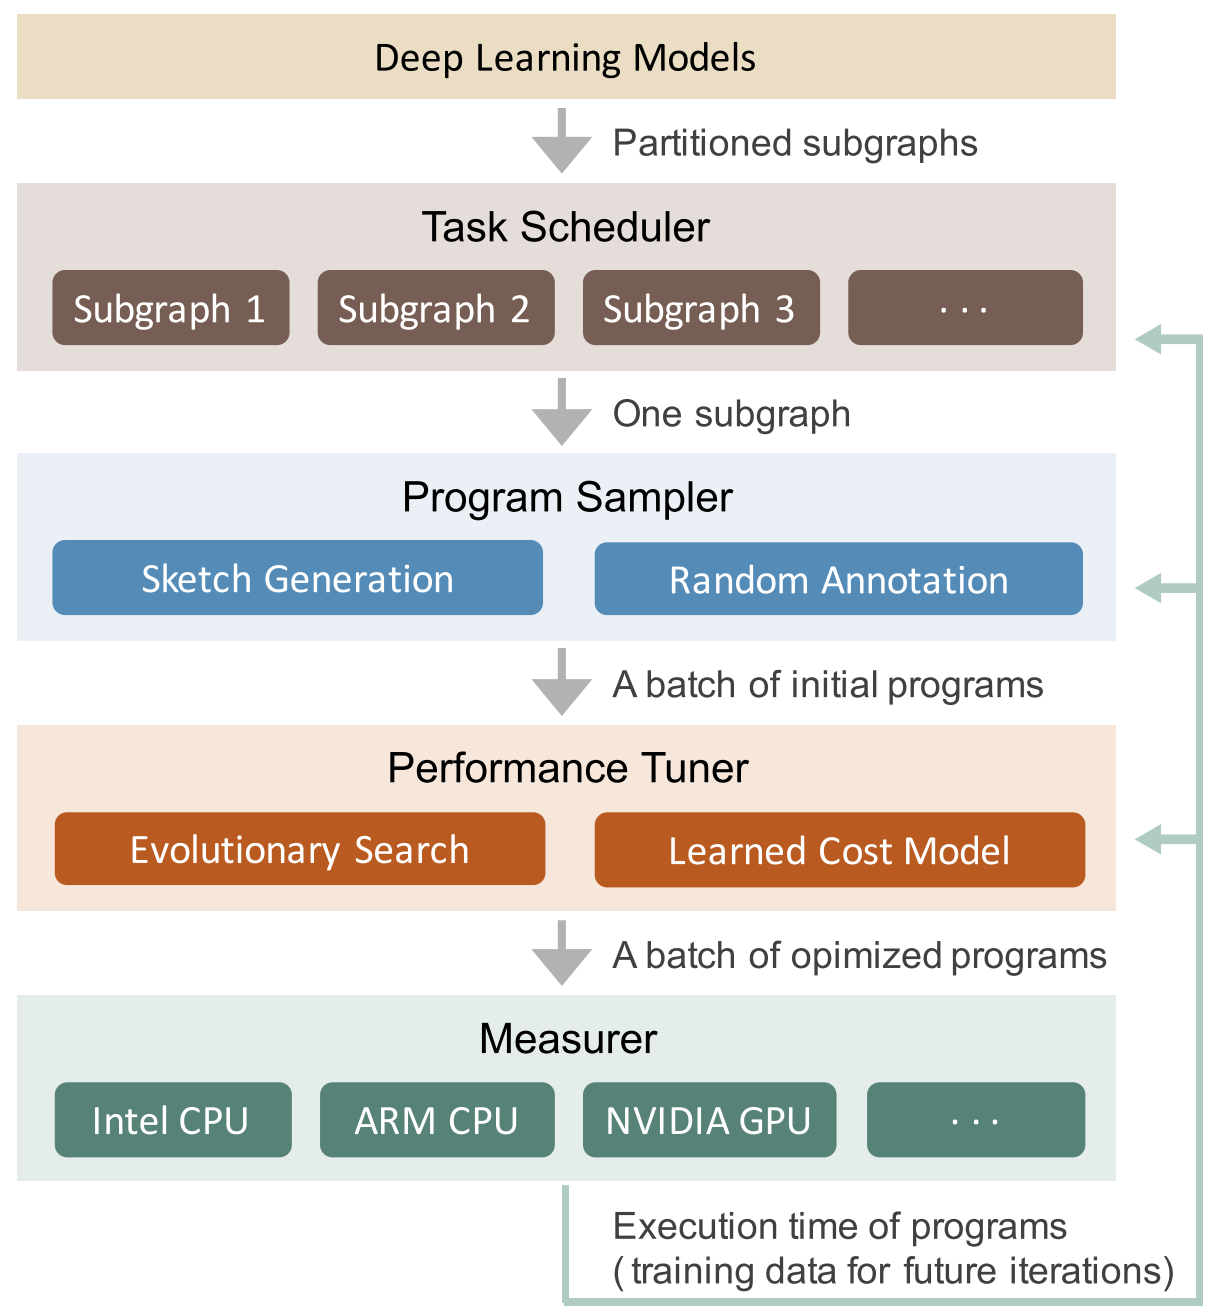 Deep Learning Models
Partitioned subgraphs
Task Scheduler
Subgraph 1 Subgraph 2 Subgraph 3 · · ·
One subgraph
Program Sampler
Sketch Generation Random Annotation
A batch of initial programs
Performance Tuner
Evolutionary Search Learned Cost Model
A batch of opimized programs
Measurer
Intel CPU ARM CPU NVIDIA GPU · · ·
Execution time of programs
(training data for future iterations)